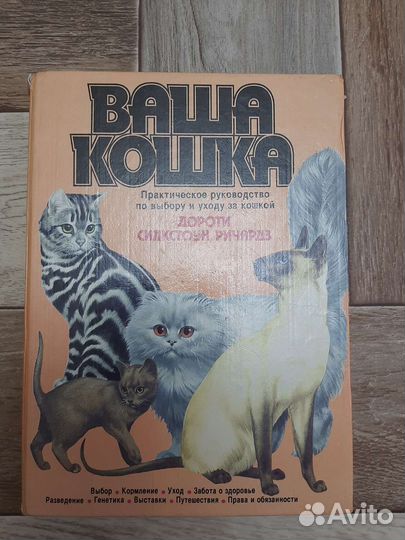 ВАША
КОШКА
Практическое руководство
по выбору и уходу за кошкой
ДОРОТИ
СИЛКСТОУН РИЧАРДЗ
Выбор • Кормление • Уход • Забота о здоровье
Разведение • Генетика • Выставки • Путешествия • Права и обязанности
Avito